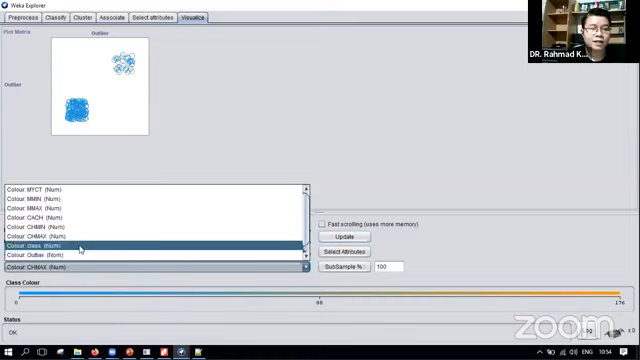 Weka Explorer
Preprocess Classify Cluster Associate Select attributes Visualize
Plot Matrix Outlier
Outlier
DR. Rahmad K...
Colour: MYCT (Num)
Colour: MMIN (Num)
Colour: MMAX (Num)
Colour: CACH (Num)
Colour: CHMIN (Num)
Colour: CHMAX (Num)
Colour: class (Num)
Colour: Outlier (Nom)
Colour: CHMAX (Num)
Fast scrolling (uses more memory)
Update
Select Attributes
SubSample % : 100
Class Colour
0 88 176
Status
OK
Log x 0
zoom
ENG 10:54